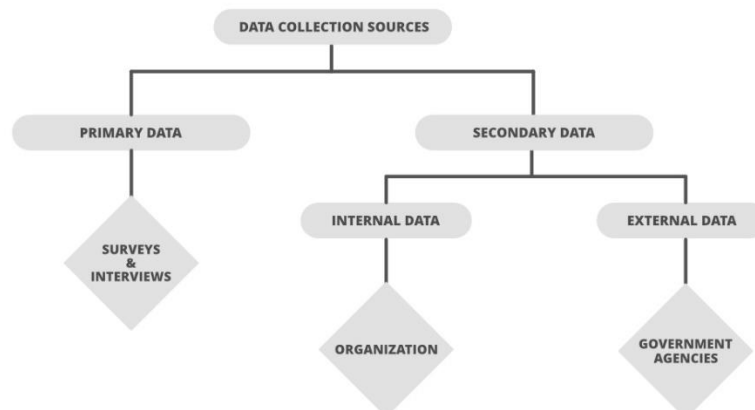 DATA COLLECTION SOURCES
PRIMARY DATA
SECONDARY DATA
INTERNAL DATA
EXTERNAL DATA
SURVEYS
&
INTERVIEWS
ORGANIZATION
GOVERNMENT
AGENCIES